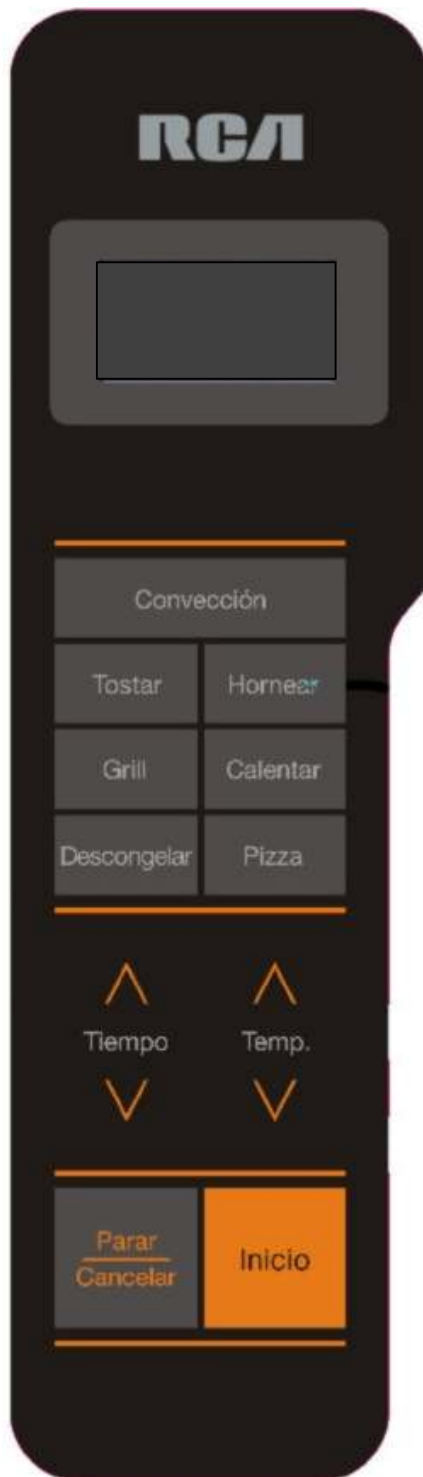 RCA
Convección
Tostar
Hornear
Grill
Calentar
Descongelar
Pizza
Tiempo
Temp.
Parar
Cancelar
Inicio